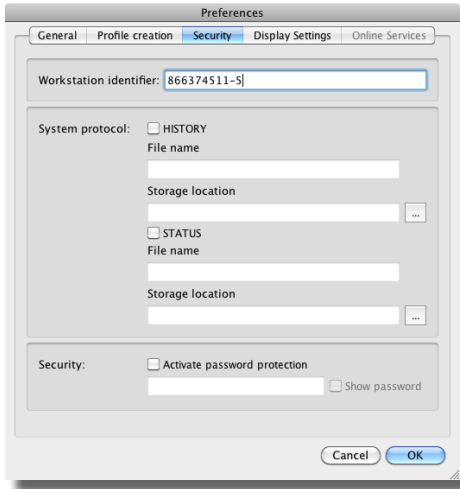 Preferences
General Profile creation Security Display Settings Online Services
Workstation identifier: 866374511-5
System protocol: HISTORY
File name
Storage location
...
STATUS
File name
Storage location
...
Security: Activate password protection
Show password
Cancel OK